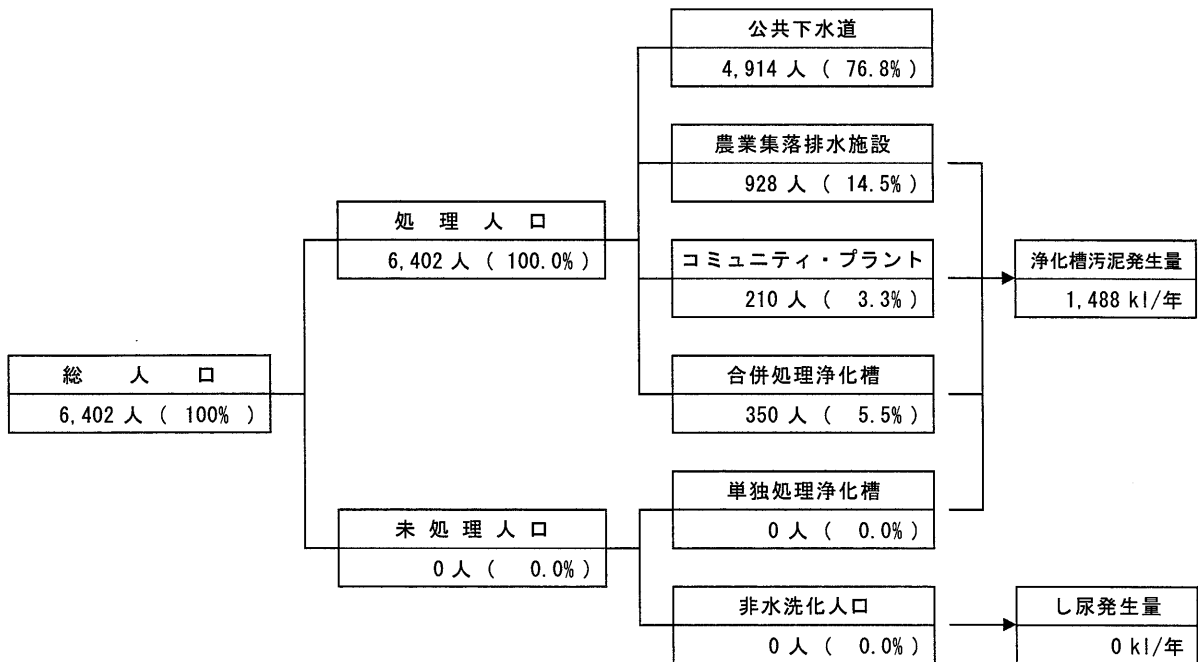 総人口
6,402 人 ( 100% )
処理人口
6,402 人 ( 100.0% )
未処理人口
0 人 ( 0.0% )
公共下水道
4,914 人 ( 76.8% )
農業集落排水施設
928 人 ( 14.5% )
コミュニティ・プラント
210 人 ( 3.3% )
合併処理浄化槽
350 人 ( 5.5% )
単独処理浄化槽
0 人 ( 0.0% )
非水洗化人口
0 人 ( 0.0% )
浄化槽汚泥発生量
1,488 kl/年
し尿発生量
0 kl/年